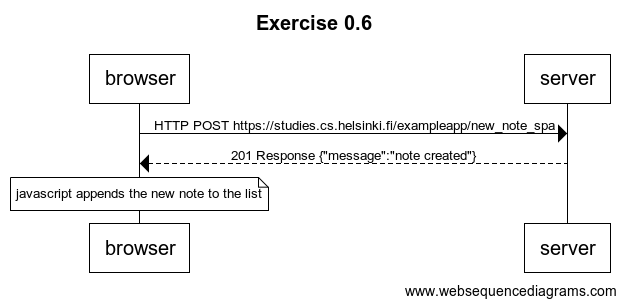 Exercise 0.6
browser
server
HTTP POST https://studies.cs.helsinki.fi/exampleapp/new_note_spa
201 Response {"message":"note created"}
javascript appends the new note to the list
browser
server
www.websequencediagrams.com